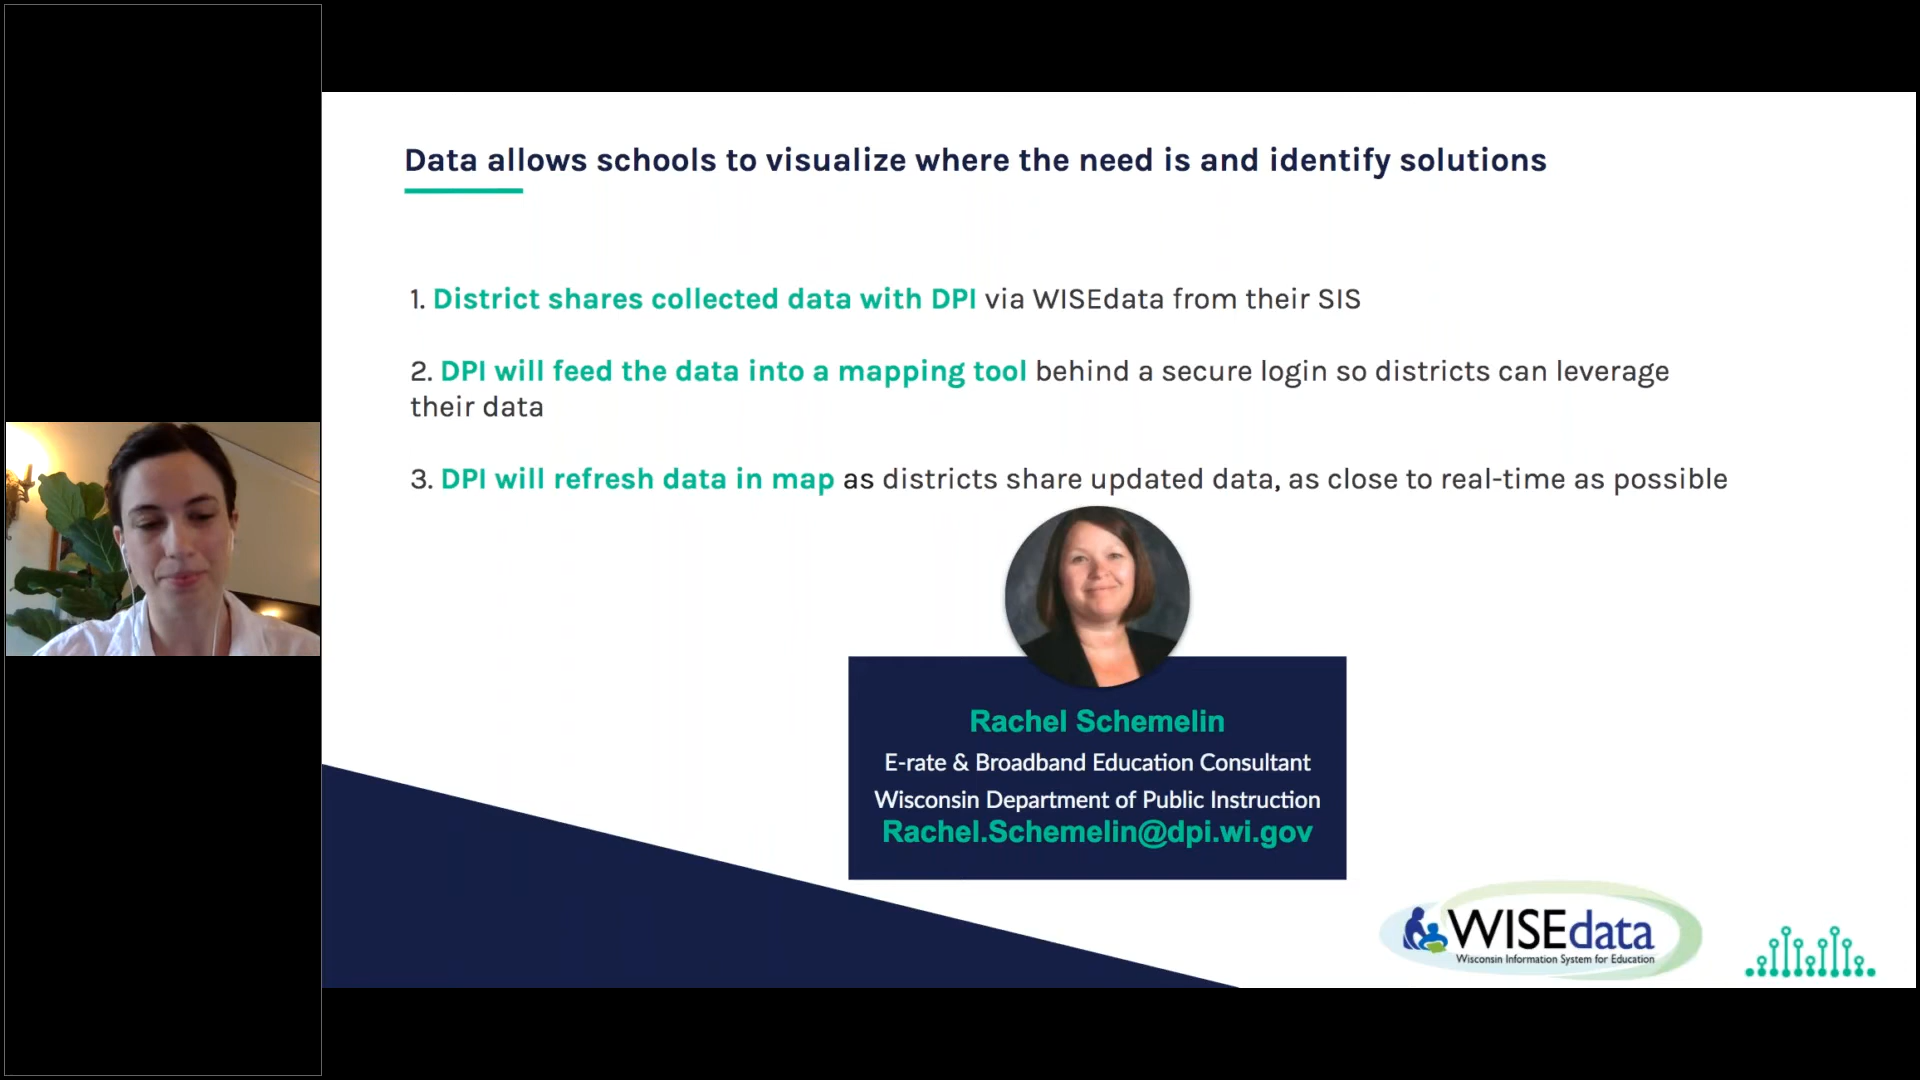 Data allows schools to visualize where the need is and identify solutions
1. District shares collected data with DPI via WISEdata from their SIS
2. DPI will feed the data into a mapping tool behind a secure login so districts can leverage
their data
3. DPI will refresh data in map as districts share updated data, as close to real-time as possible
Rachel Schemelin
E-rate & Broadband Education Consultant
Wisconsin Department of Public Instruction
Rachel.Schemelin@dpi.wi.gov
WISEdata
Wisconsin Information System for Education